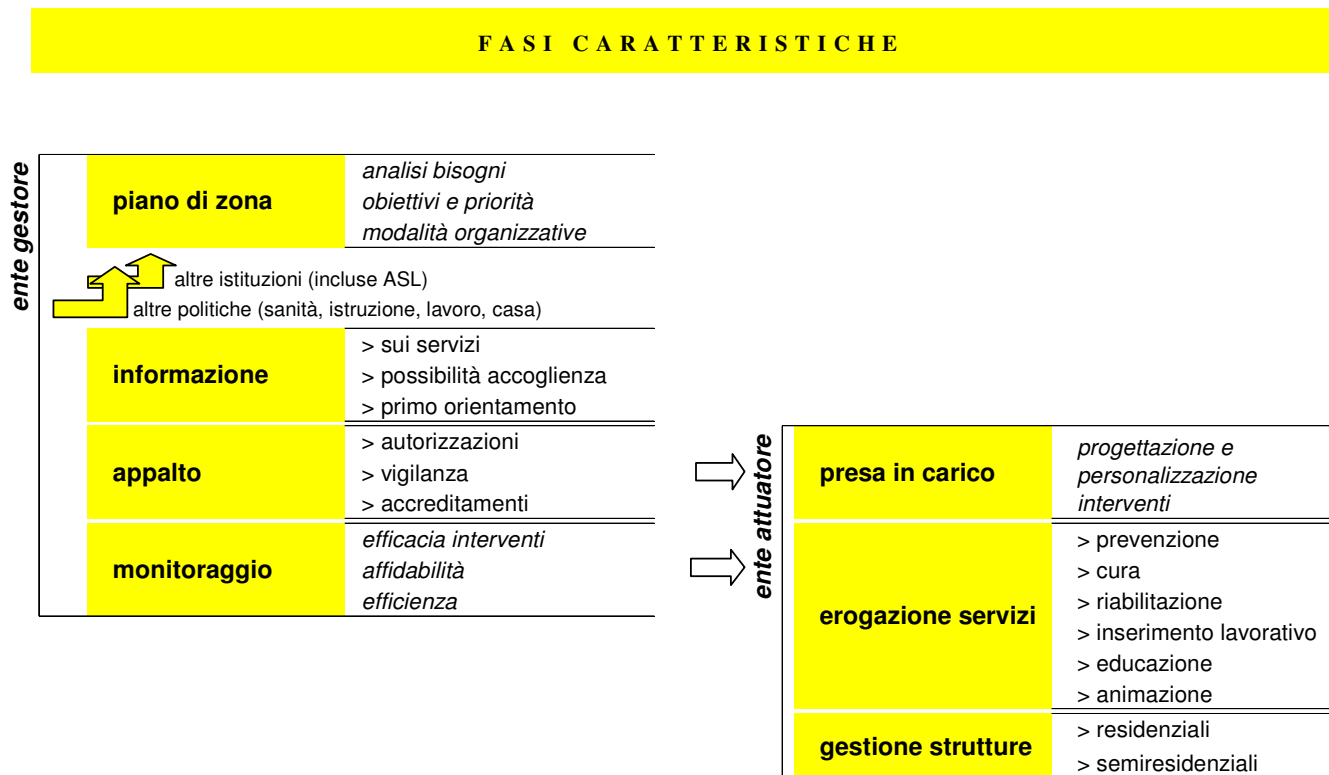 FASI CARATTERISTICHE
ente gestore
piano di zona
analisi bisogni
obiettivi e priorità
modalità organizzative
altre istituzioni (incluse ASL)
altre politiche (sanità, istruzione, lavoro, casa)
informazione
> sui servizi
> possibilità accoglienza
> primo orientamento
appalto
> autorizzazioni
> vigilanza
> accreditamenti
monitoraggio
efficacia interventi
affidabilità
efficienza
ente attuatore
presa in carico
progettazione e
personalizzazione
interventi
erogazione servizi
> prevenzione
> cura
> riabilitazione
> inserimento lavorativo
> educazione
> animazione
gestione strutture
> residenziali
> semiresidenziali